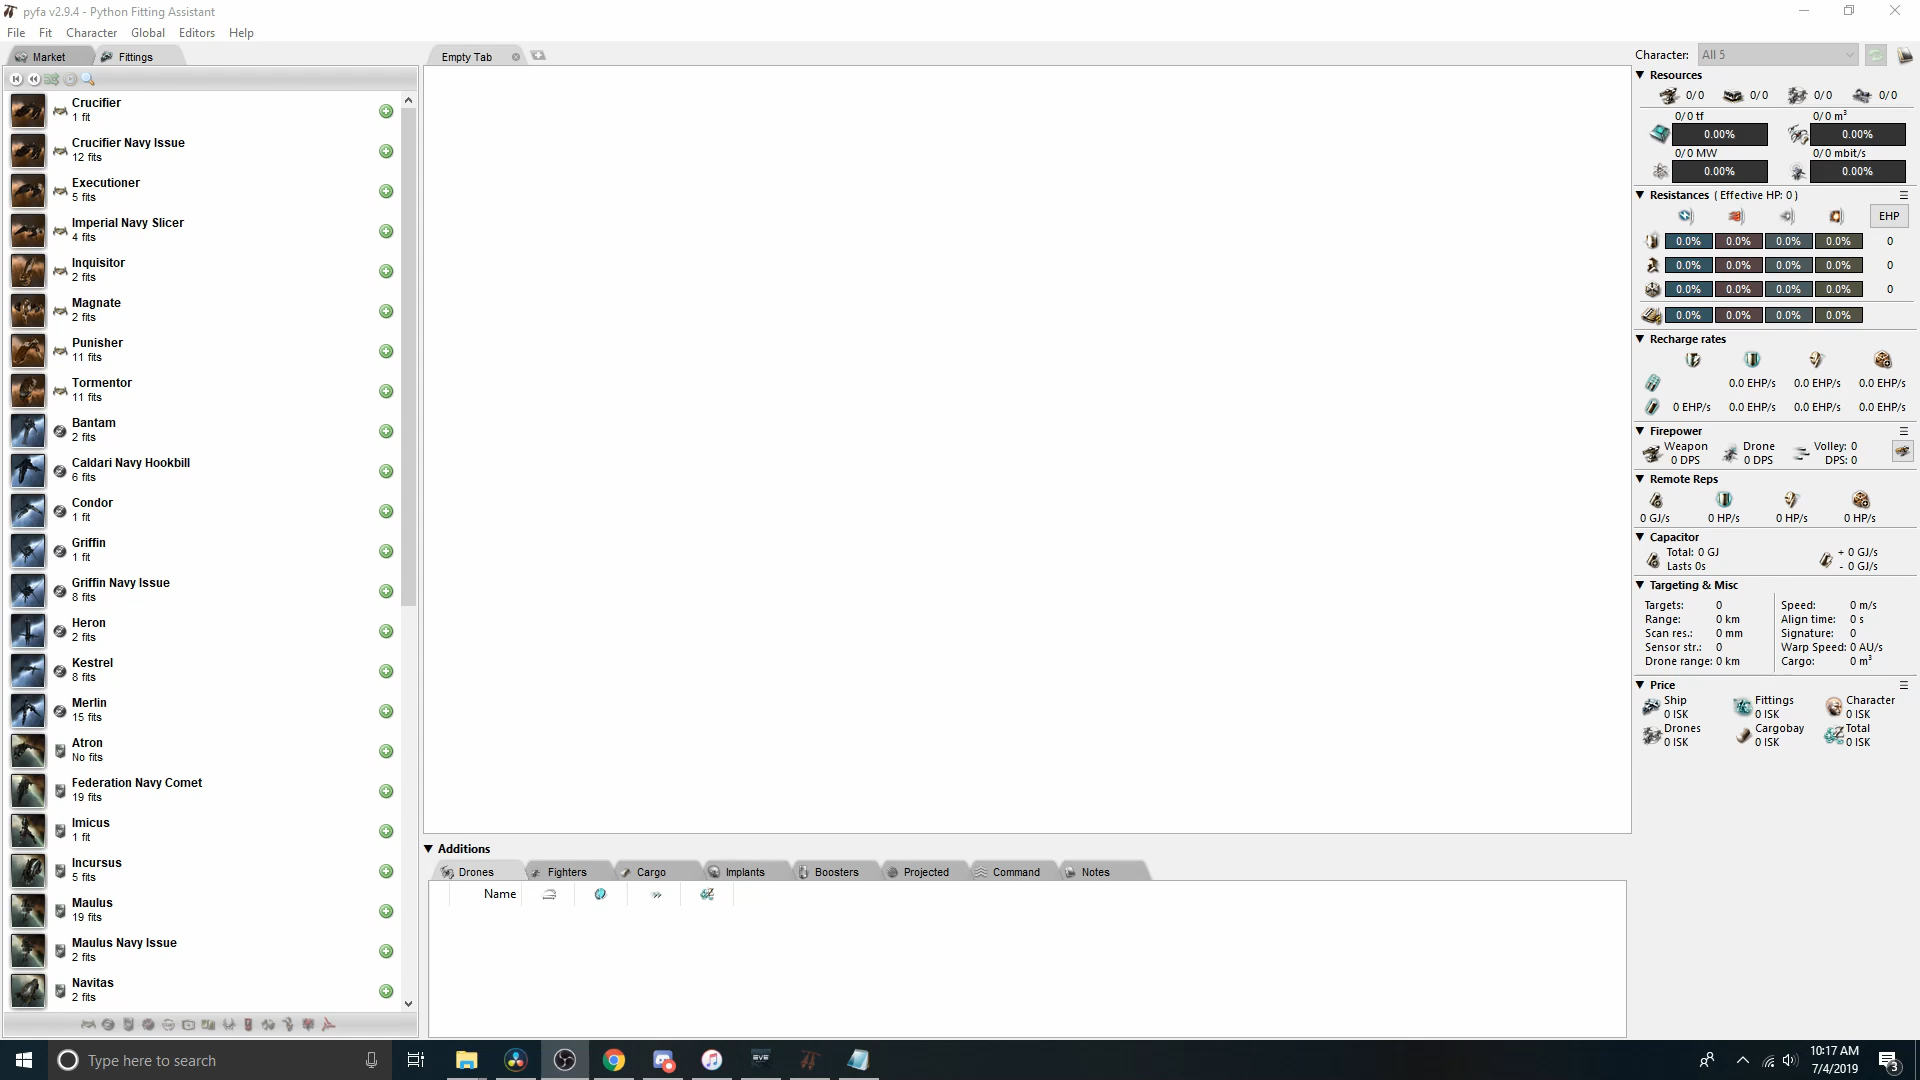 pyfa v2.9.4 - Python Fitting Assistant
File Fit Character Global Editors Help
Market Fittings
Empty Tab
Character: All 5
Crucifier
1 fit
Crucifier Navy Issue
12 fits
Executioner
5 fits
Imperial Navy Slicer
4 fits
Inquisitor
2 fits
Magnate
2 fits
Punisher
11 fits
Tormentor
11 fits
Bantam
2 fits
Caldari Navy Hookbill
6 fits
Condor
1 fit
Griffin
1 fit
Griffin Navy Issue
8 fits
Heron
2 fits
Kestrel
8 fits
Merlin
15 fits
Atron
No fits
Federation Navy Comet
19 fits
Imicus
1 fit
Incursus
5 fits
Maulus
19 fits
Maulus Navy Issue
2 fits
Navitas
2 fits
Additions
Drones Fighters Cargo Implants Boosters Projected Command Notes
Name
Resources
0/0 0/0 0/0 0/0
0/0 tf 0/0 m³
0.00% 0.00%
0/0 MW 0/0 mbit/s
0.00% 0.00%
Resistances ( Effective HP: 0 )
EHP
0.0% 0.0% 0.0% 0.0% 0
0.0% 0.0% 0.0% 0.0% 0
0.0% 0.0% 0.0% 0.0% 0
0.0% 0.0% 0.0% 0.0%
Recharge rates
0.0 EHP/s 0.0 EHP/s 0.0 EHP/s
0 EHP/s 0.0 EHP/s 0.0 EHP/s 0.0 EHP/s
Firepower
Weapon Drone Volley: 0
0 DPS 0 DPS DPS: 0
Remote Reps
0 GJ/s 0 HP/s 0 HP/s 0 HP/s
Capacitor
Total: 0 GJ + 0 GJ/s
Lasts 0s - 0 GJ/s
Targeting & Misc
Targets: 0 Speed: 0 m/s
Range: 0 km Align time: 0 s
Scan res.: 0 mm Signature: 0
Sensor str.: 0 Warp Speed: 0 AU/s
Drone range: 0 km Cargo: 0 m³
Price
Ship Fittings Character
0 ISK 0 ISK 0 ISK
Drones Cargobay Total
0 ISK 0 ISK 0 ISK
Type here to search
EVE
10:17 AM
7/4/2019
3